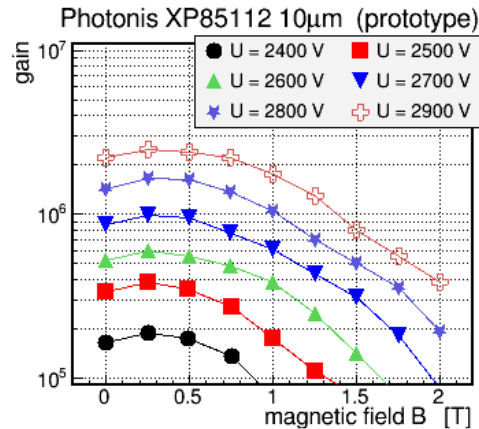 Photonis XP85112 10μm (prototype)
gain
U = 2400 V
U = 2500 V
U = 2600 V
U = 2700 V
U = 2800 V
U = 2900 V
10⁷
10⁶
10⁵
0 0.5 1 1.5 2
magnetic field B [T]